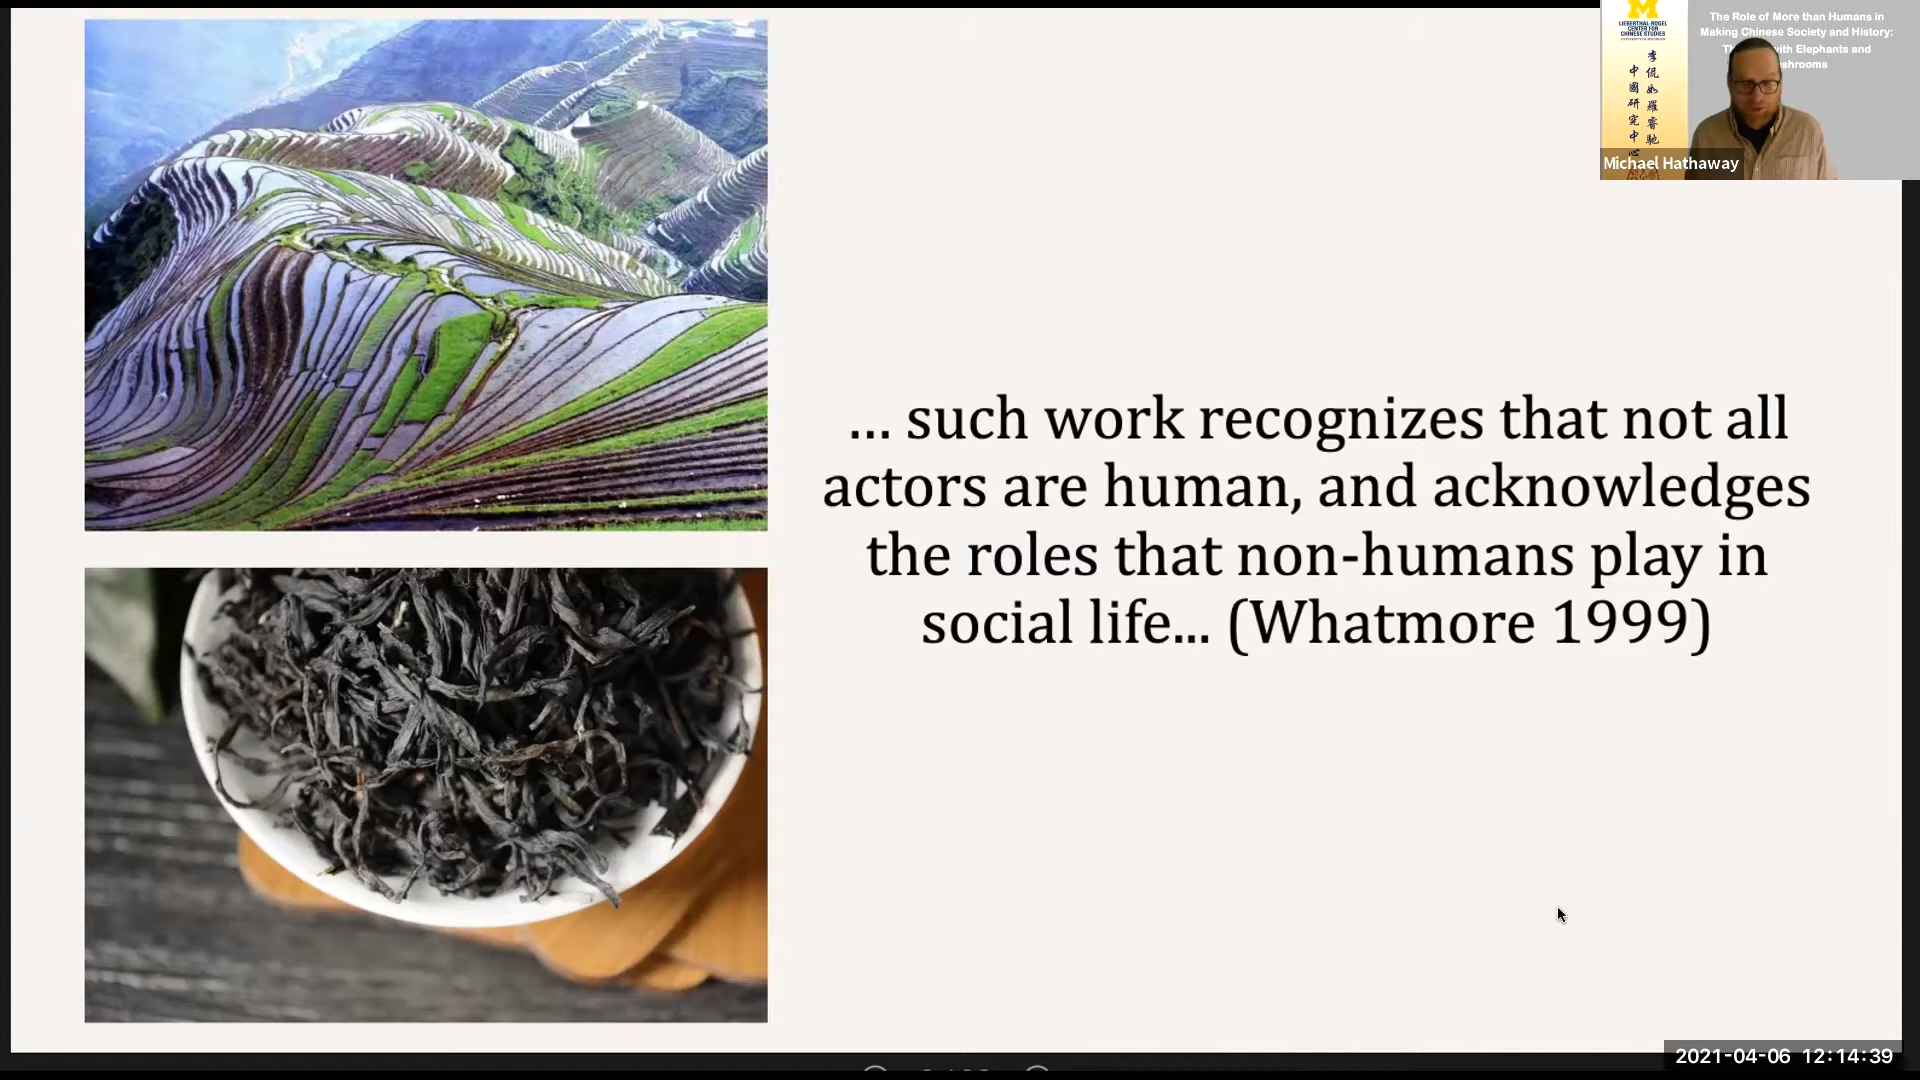 ... such work recognizes that not all
actors are human, and acknowledges
the roles that non-humans play in
social life... (Whatmore 1999)
LIEBERTHAL-ROGEL
CENTER FOR
CHINESE STUDIES
UNIVERSITY OF MICHIGAN
李侃如羅睿馳
中國研究中心
The Role of More than Humans in
Making Chinese Society and History:
with Elephants and
Michael Hathaway
2021-04-06 12:14:39